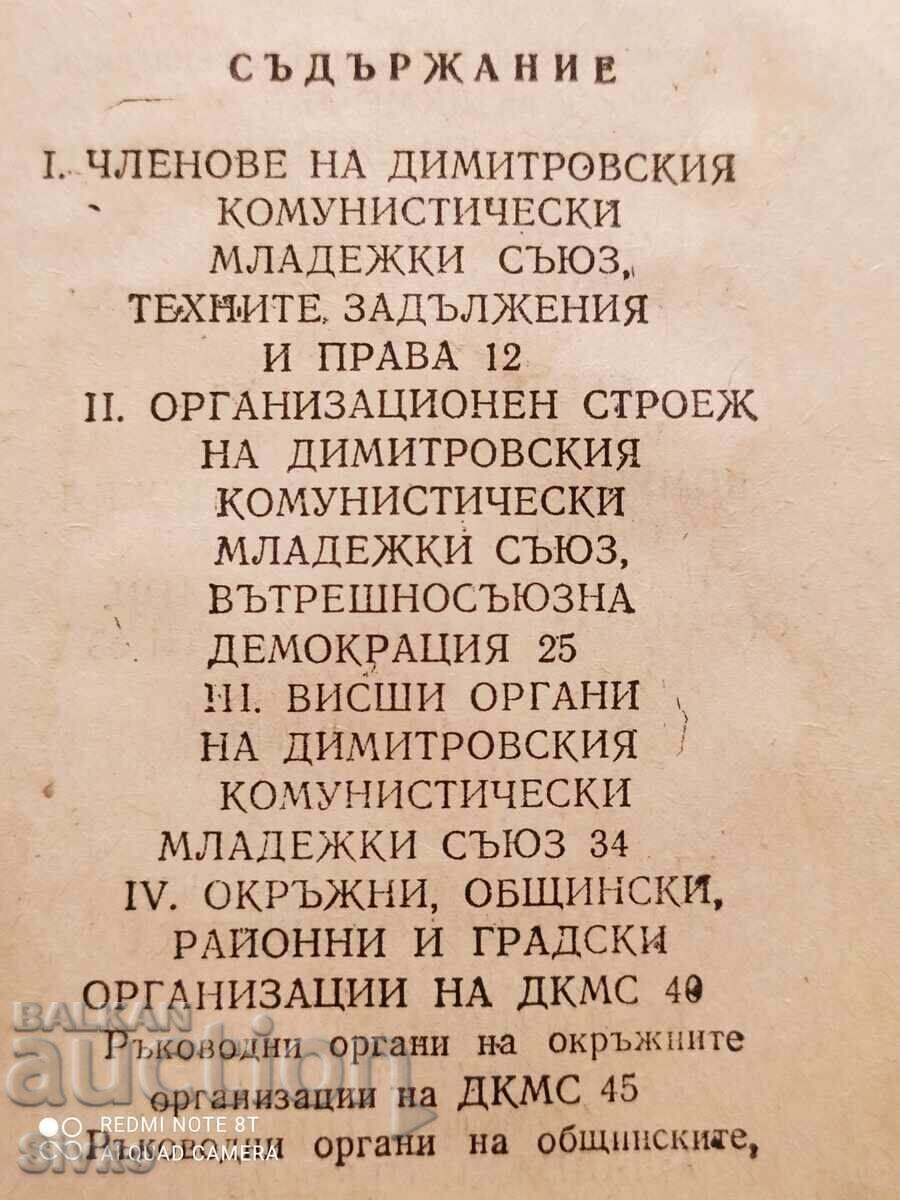 СЪДЪРЖАНИЕ
I. ЧЛЕНОВЕ НА ДИМИТРОВСКИЯ
КОМУНИСТИЧЕСКИ
МЛАДЕЖКИ СЪЮЗ,
ТЕХНИТЕ ЗАДЪЛЖЕНИЯ
И ПРАВА 12
II. ОРГАНИЗАЦИОНЕН СТРОЕЖ
НА ДИМИТРОВСКИЯ
КОМУНИСТИЧЕСКИ
МЛАДЕЖКИ СЪЮЗ,
ВЪТРЕШНОСЪЮЗНА
ДЕМОКРАЦИЯ 25
III. ВИСШИ ОРГАНИ
НА ДИМИТРОВСКИЯ
КОМУНИСТИЧЕСКИ
МЛАДЕЖКИ СЪЮЗ 34
IV. ОКРЪЖНИ, ОБЩИНСКИ,
РАЙОННИ И ГРАДСКИ
ОРГАНИЗАЦИИ НА ДКМС 40
BALKAN
auction
Ръководни органи на окръжните
организации на ДКМС 45
REDMI NOTE 8T
Ръководни органи на общинските,
AI QUAD CAMERA